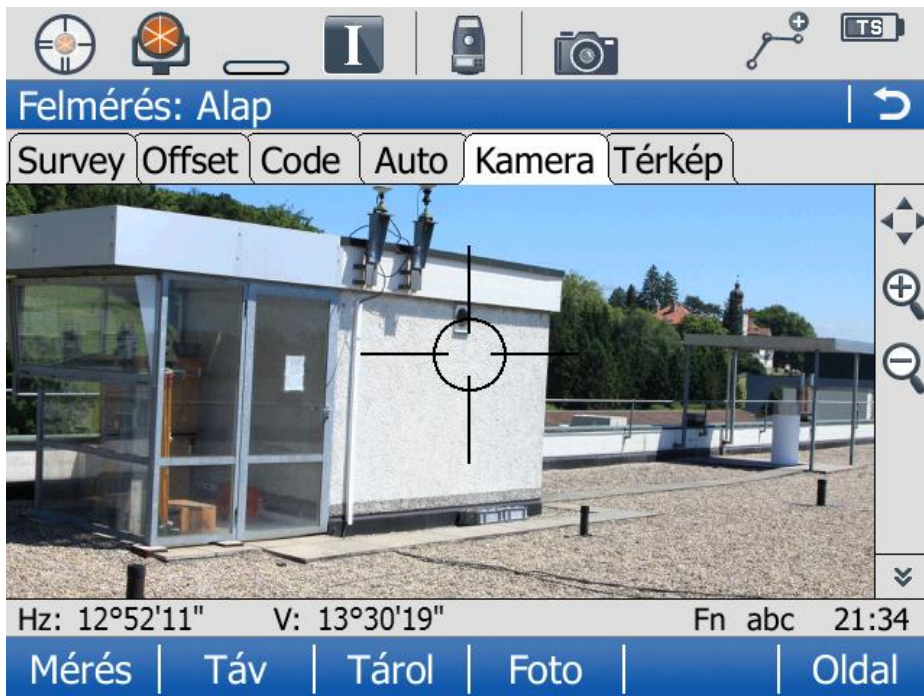 I
TS
Felmérés: Alap
Survey Offset Code Auto Kamera Térkép
Hz: 12°52'11" V: 13°30'19" Fn abc 21:34
Mérés Táv Tárol Foto Oldal